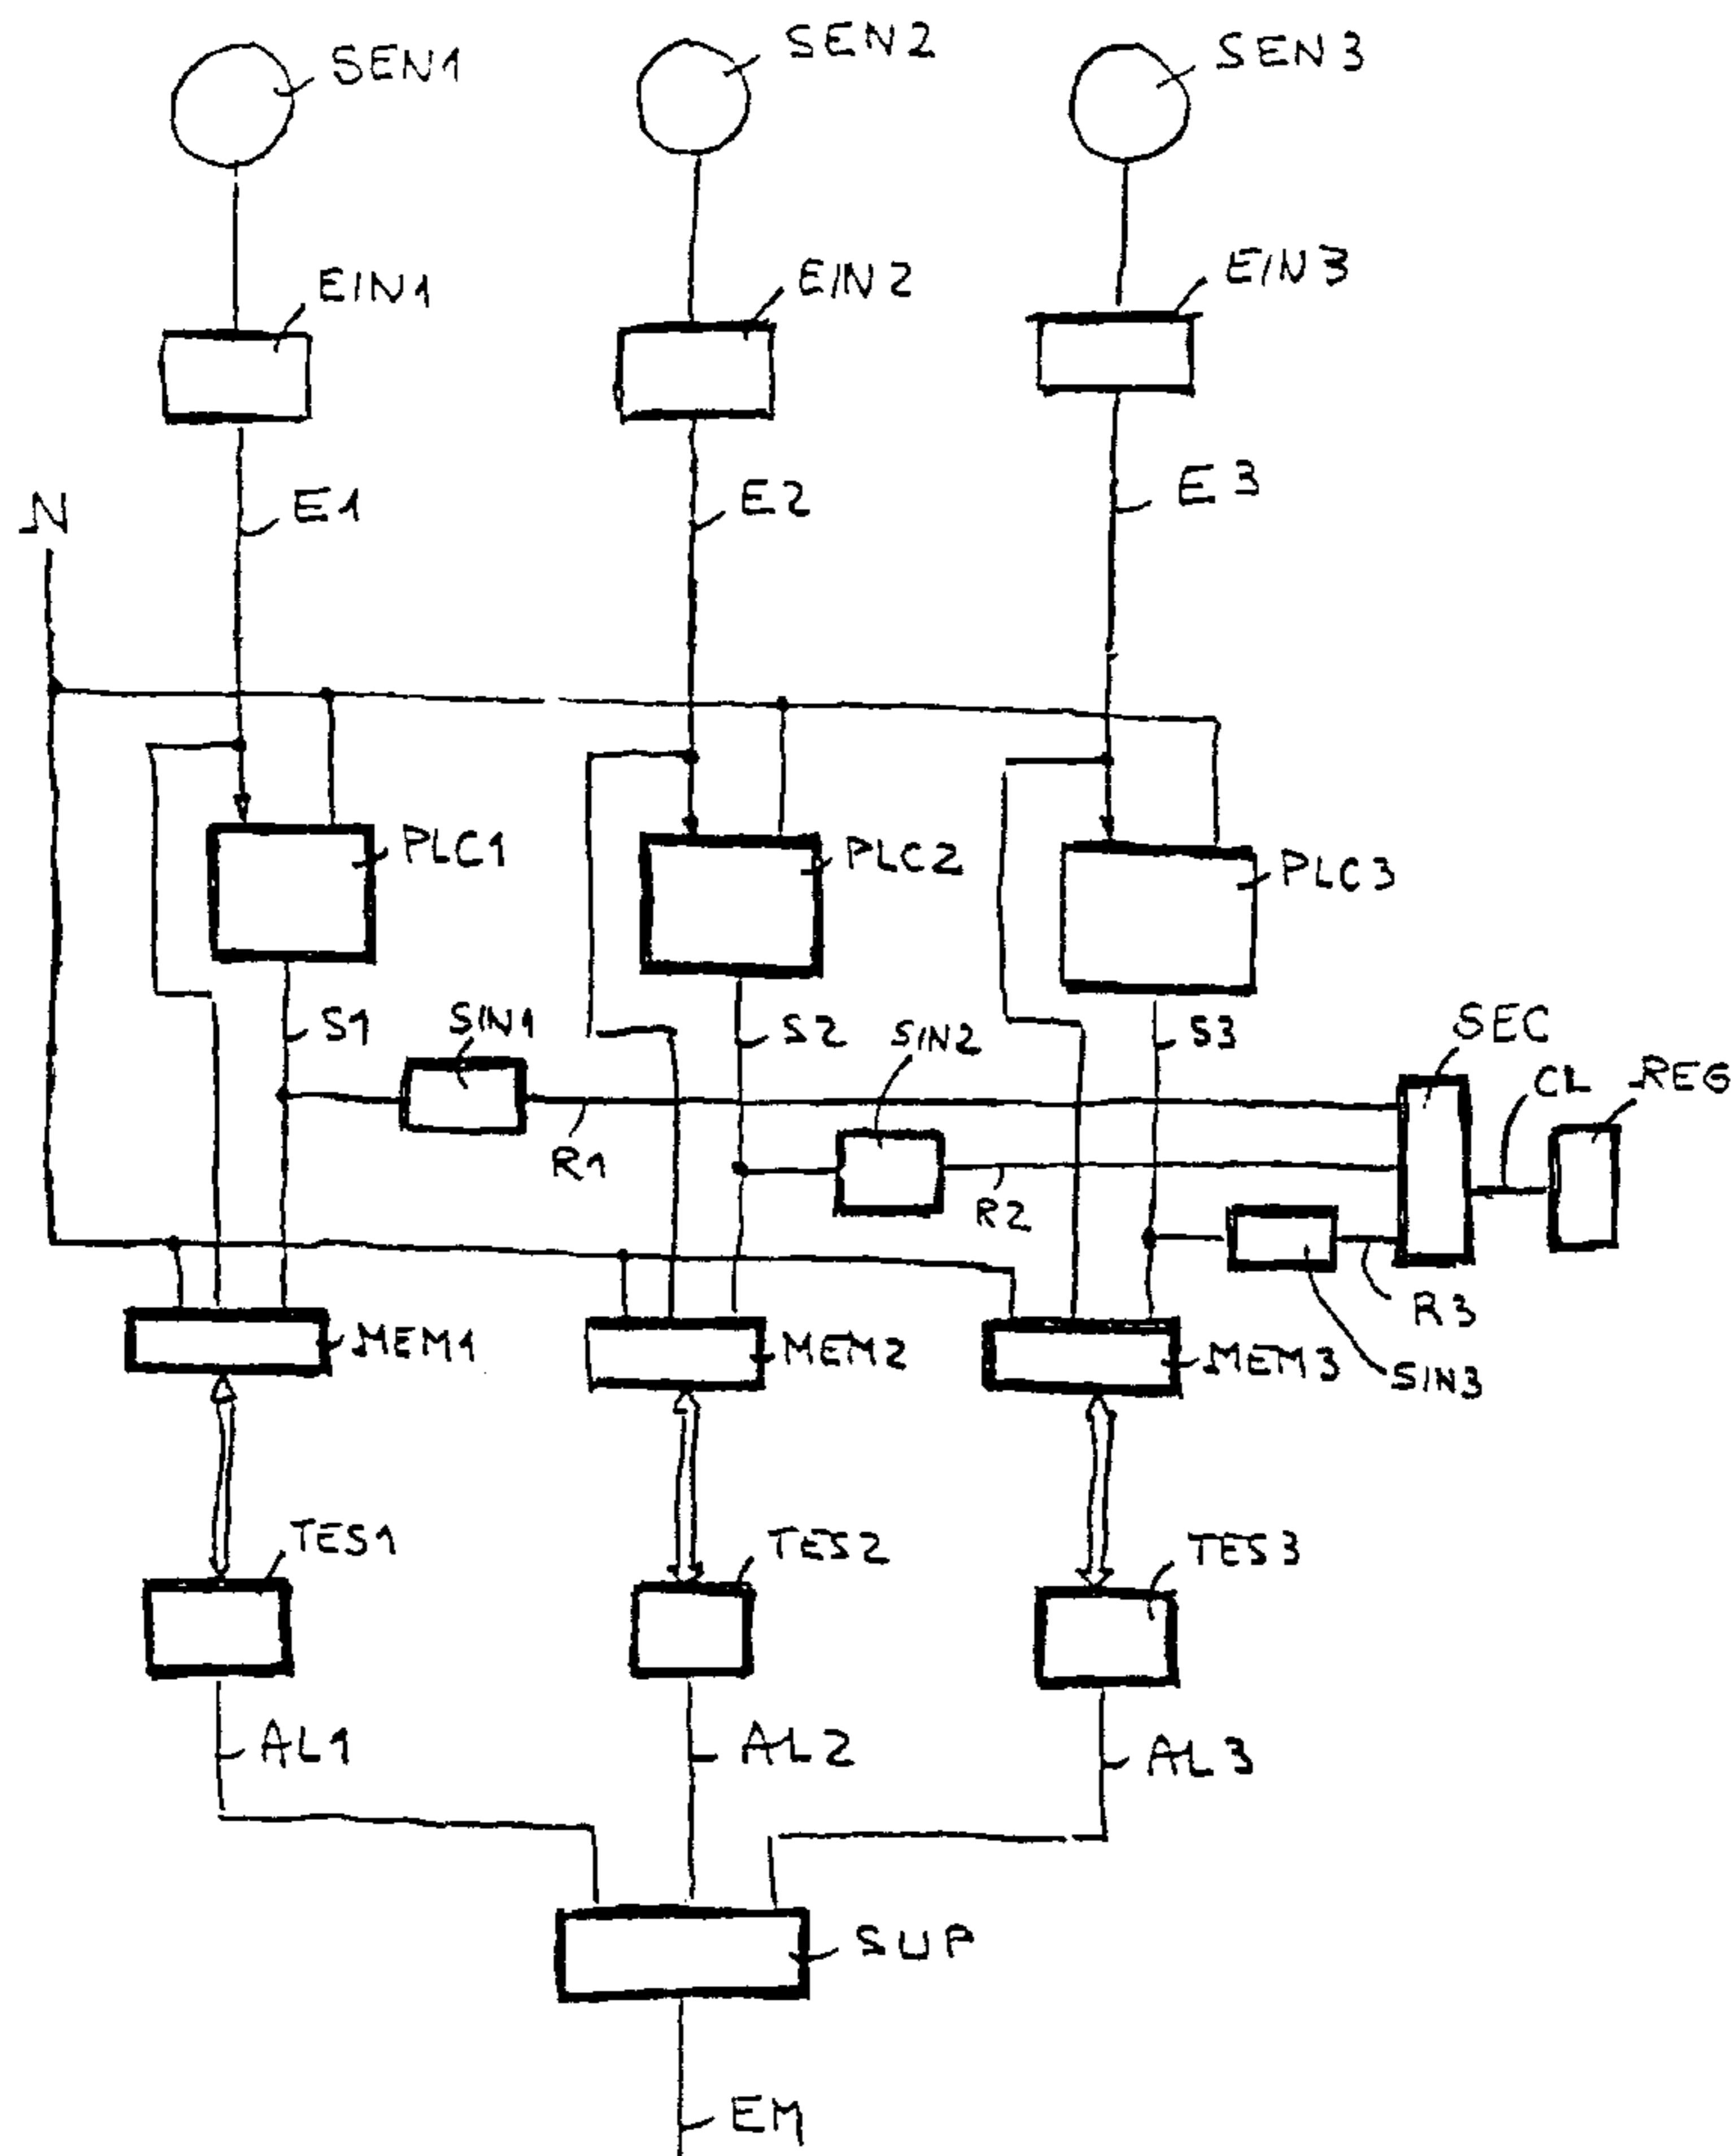 SEN1 SEN2 SEN3
EIN1 EIN2 EIN3
N E1 E2 E3
PLC1 PLC2 PLC3
S1 SIN1 S2 SIN2 S3 SEC CL REG
R1 R2 R3
MEM1 MEM2 MEM3 SIN3
TES1 TES2 TES3
AL1 AL2 AL3
SUP
EM